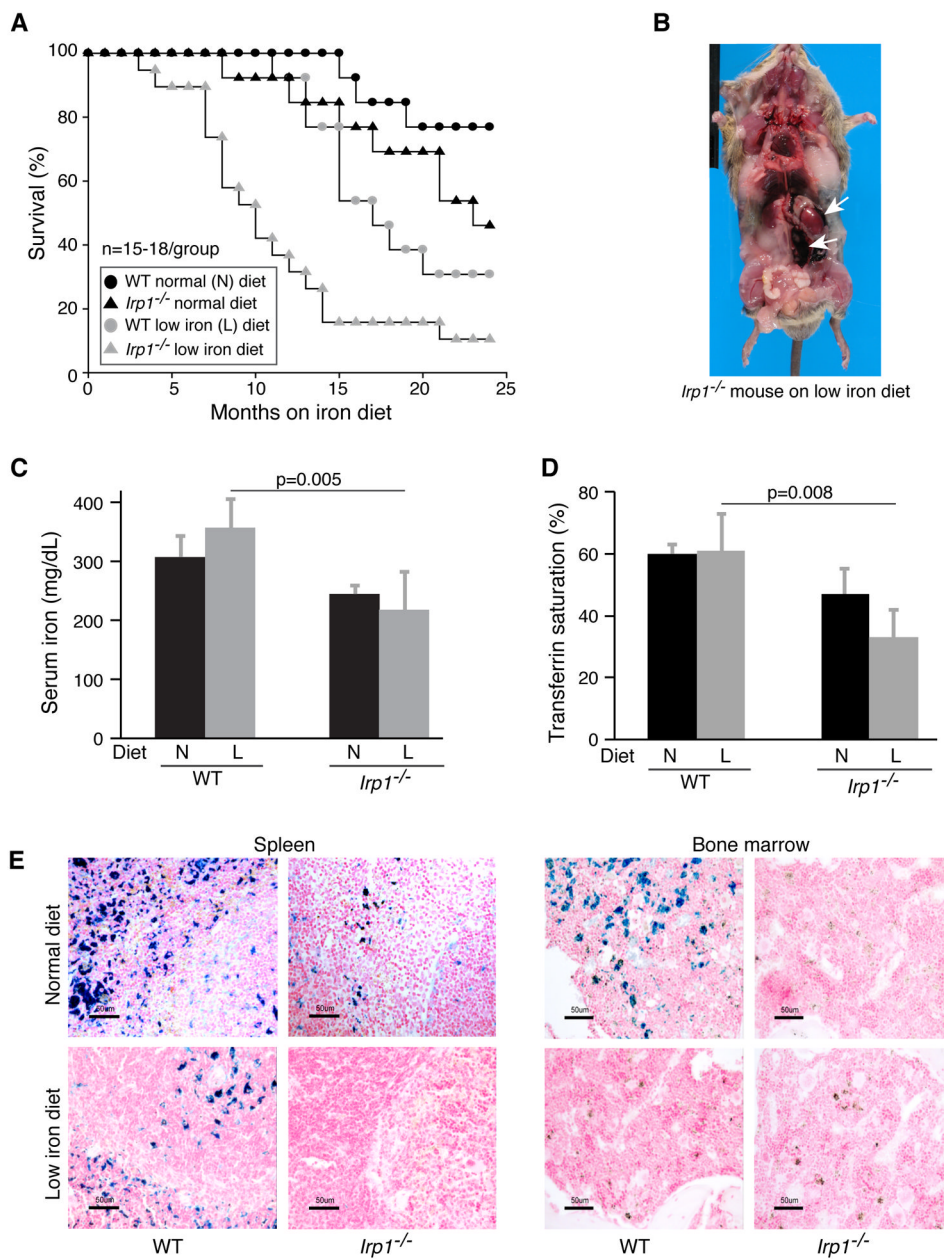 A
Survival (%)
100
80
60
40
20
0
n=15-18/group
WT normal (N) diet
Irp1-/- normal diet
WT low iron (L) diet
Irp1-/- low iron diet
0 5 10 15 20 25
Months on iron diet
B
Irp1-/- mouse on low iron diet
C
p=0.005
Serum iron (mg/dL)
400
300
200
100
0
Diet N L N L
WT Irp1-/-
D
p=0.008
Transferrin saturation (%)
80
60
40
20
0
Diet N L N L
WT Irp1-/-
E
Spleen Bone marrow
Normal diet
50um 50um 50um 50um
Low iron diet
50um 50um 50um 50um
WT Irp1-/- WT Irp1-/-